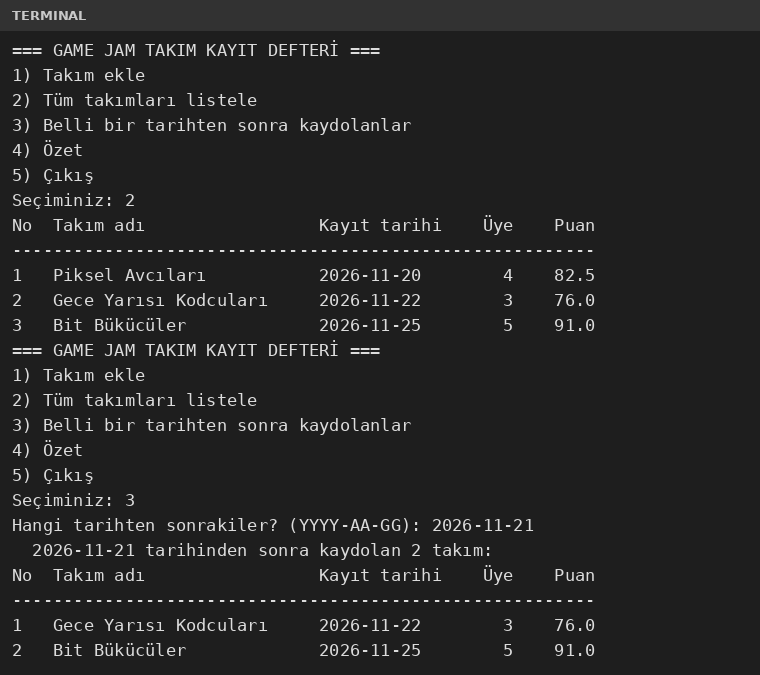 TERMINAL
=== GAME JAM TAKIM KAYIT DEFTERİ ===
1) Takım ekle
2) Tüm takımları listele
3) Belli bir tarihten sonra kaydolanlar
4) Özet
5) Çıkış
Seçiminiz: 2
No  Takım adı                 Kayıt tarihi    Üye    Puan
---------------------------------------------------------
1   Piksel Avcıları           2026-11-20        4    82.5
2   Gece Yarısı Kodcuları     2026-11-22        3    76.0
3   Bit Bükücüler             2026-11-25        5    91.0
=== GAME JAM TAKIM KAYIT DEFTERİ ===
1) Takım ekle
2) Tüm takımları listele
3) Belli bir tarihten sonra kaydolanlar
4) Özet
5) Çıkış
Seçiminiz: 3
Hangi tarihten sonrakiler? (YYYY-AA-GG): 2026-11-21
  2026-11-21 tarihinden sonra kaydolan 2 takım:
No  Takım adı                 Kayıt tarihi    Üye    Puan
---------------------------------------------------------
1   Gece Yarısı Kodcuları     2026-11-22        3    76.0
2   Bit Bükücüler             2026-11-25        5    91.0